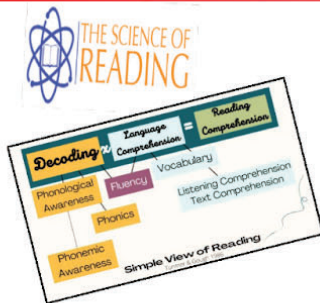 THE SCIENCE OF
READING
Decoding x Language Comprehension = Reading Comprehension
Phonological Awareness
Fluency
Vocabulary
Phonics
Listening Comprehension
Text Comprehension
Phonemic Awareness
Simple View of Reading